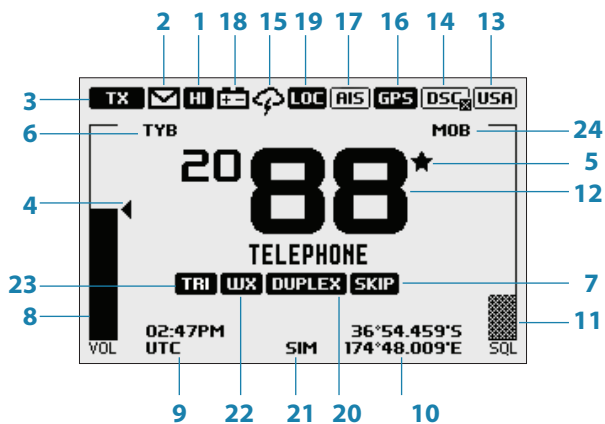 2 1 18 15 19 17 16 14 13
3 TX HI LOC AIS GPS DSC USA
6 TYB MOB 24
20 88 5
12
4
TELEPHONE
23 TRI WX DUPLEX SKIP 7
8 11
02:47PM 36°54.459'S
VOL UTC SIM 174°48.009'E SQL
9 22 21 20 10